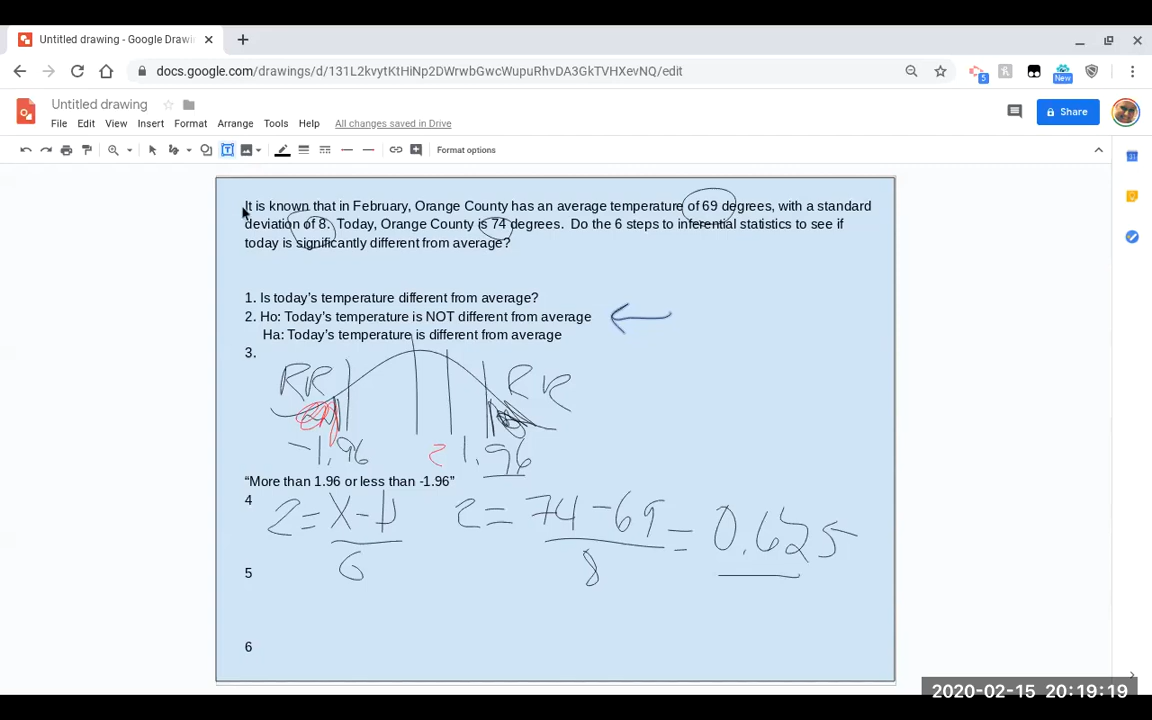 Untitled drawing - Google Drawi
docs.google.com/drawings/d/131L2kvytKtHiNp2DWrwbGwcWupuRhvDA3GkTVHXevNQ/edit
5
New
Untitled drawing
File Edit View Insert Format Arrange Tools Help All changes saved in Drive
Share
Format options
31
It is known that in February, Orange County has an average temperature of 69 degrees, with a standard
deviation of 8. Today, Orange County is 74 degrees. Do the 6 steps to inferential statistics to see if
today is significantly different from average?
1. Is today's temperature different from average?
2. Ho: Today's temperature is NOT different from average
Ha: Today's temperature is different from average
3.
RR RR
-1.96 1.96
“More than 1.96 or less than -1.96”
4 Z = X - μ Z = 74 - 69 = 0.625
σ 8
5
6
2020-02-15 20:19:19